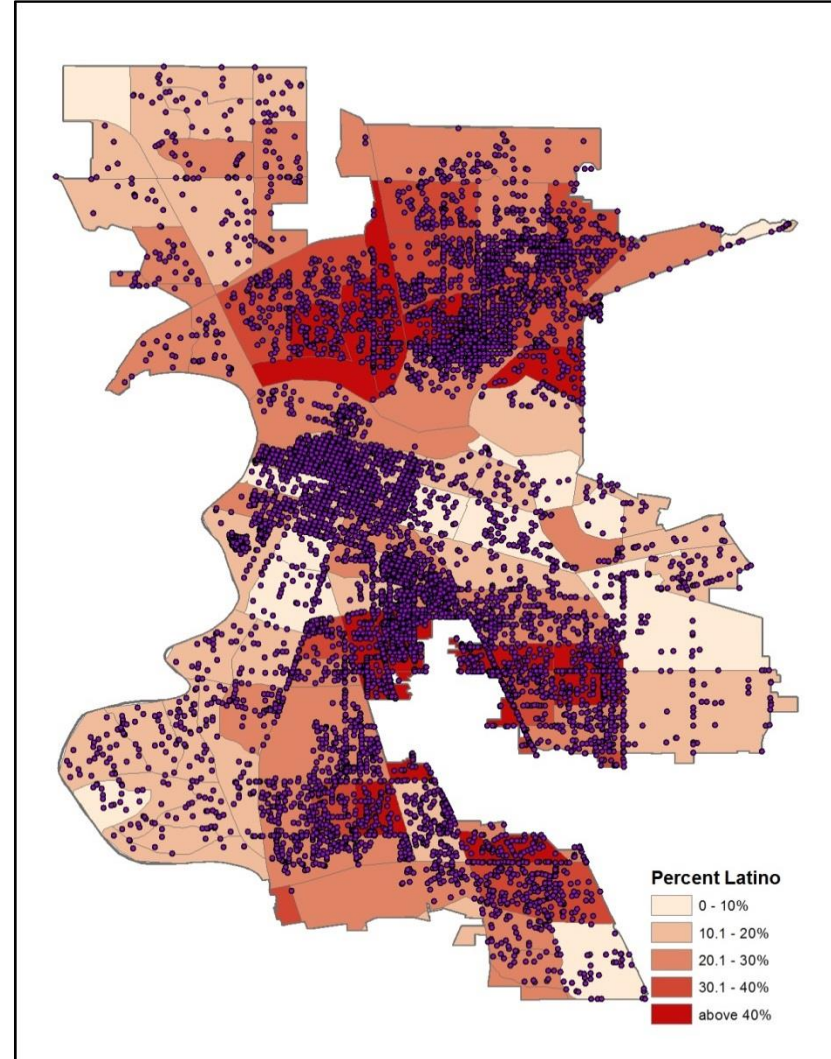 Percent Latino
0 - 10%
10.1 - 20%
20.1 - 30%
30.1 - 40%
above 40%